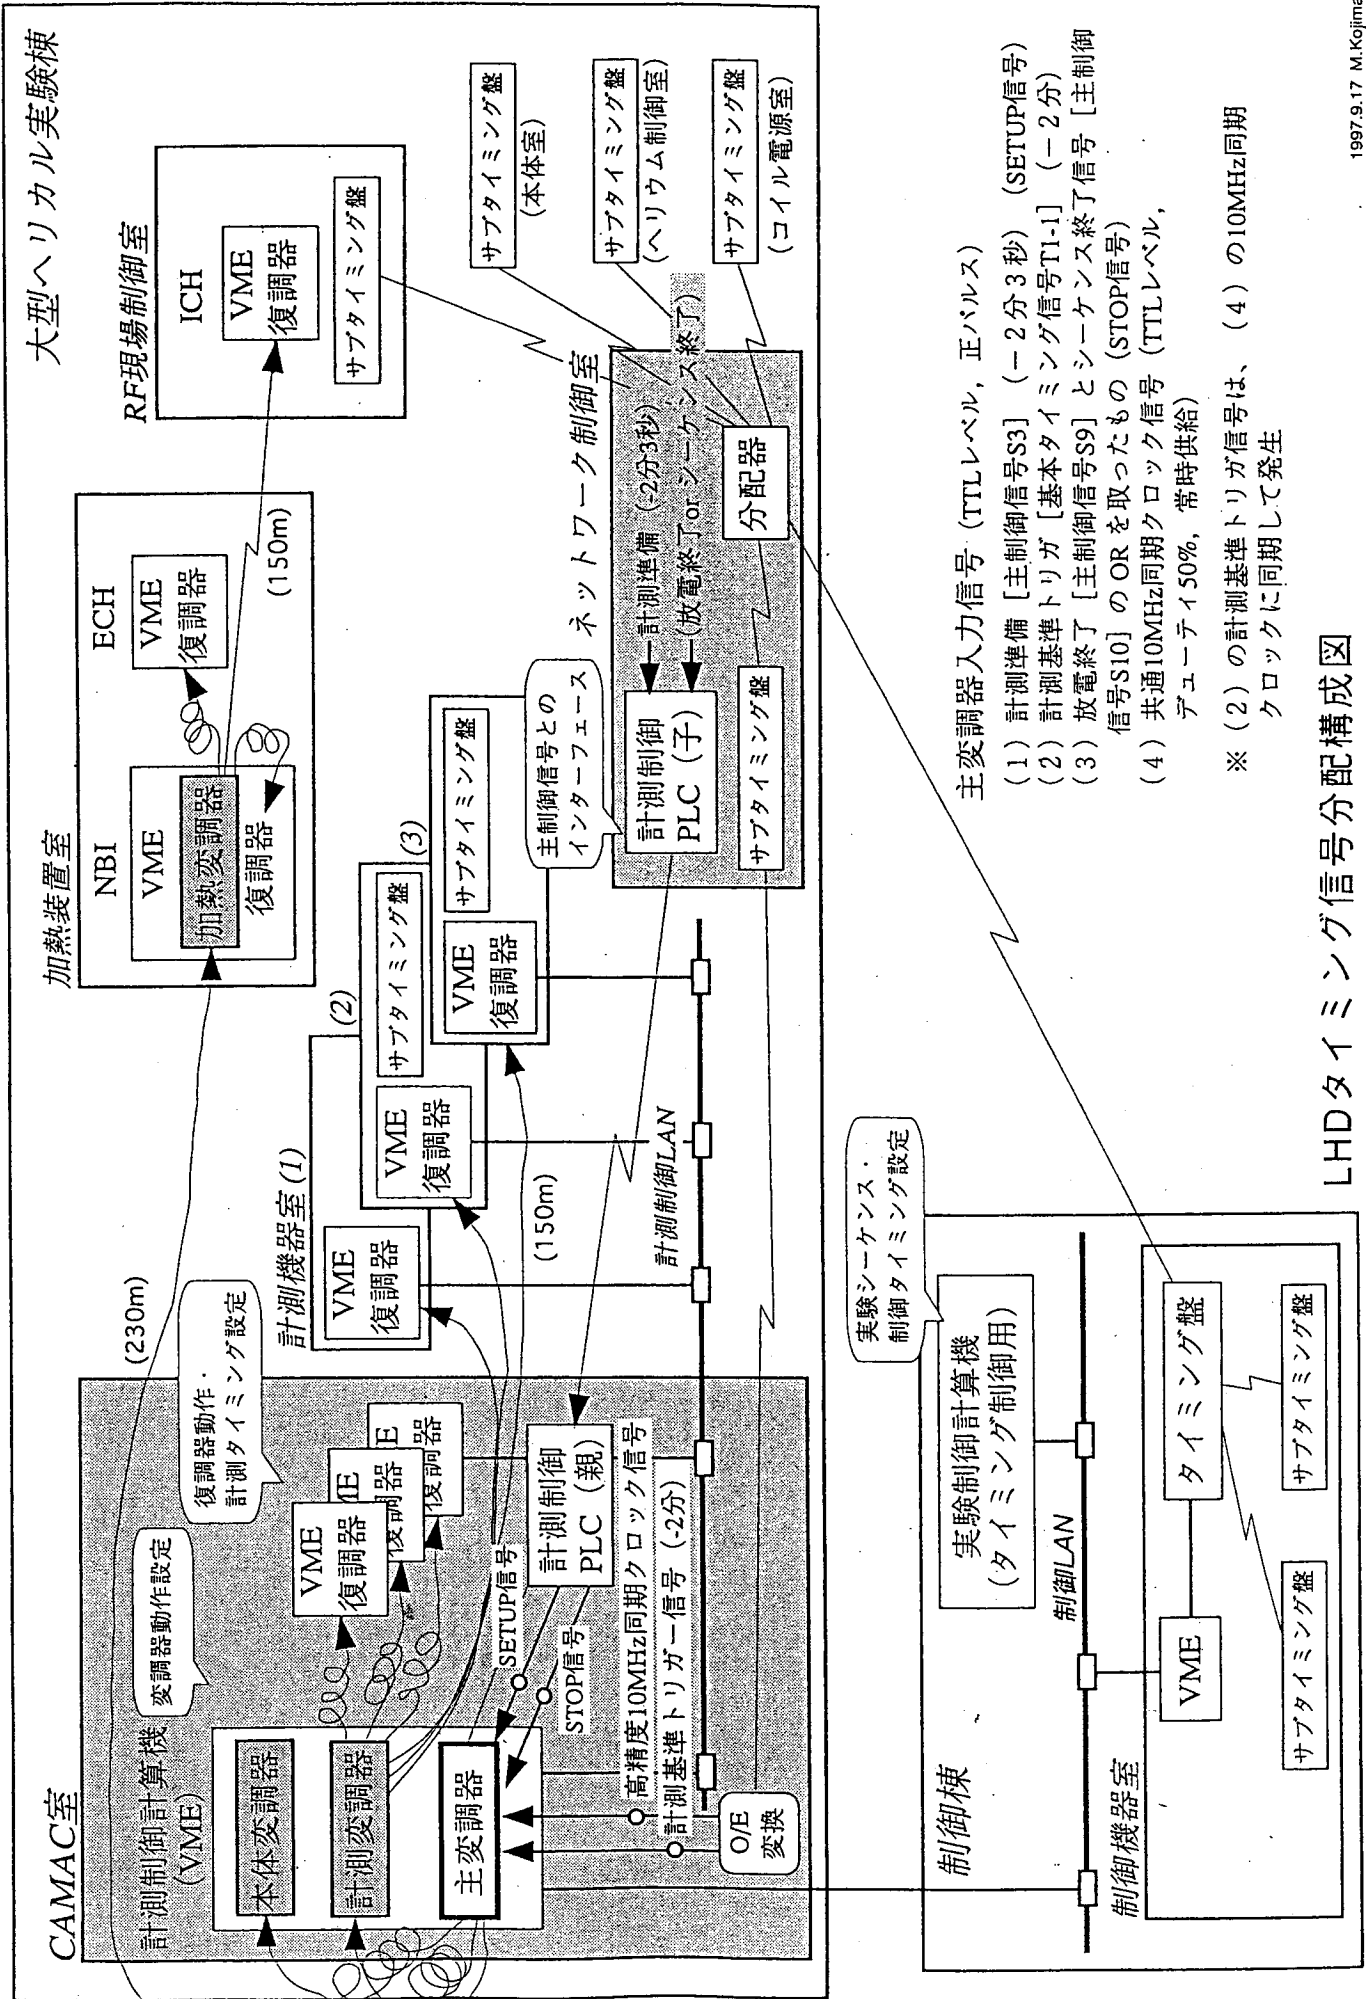 大型ヘリカル実験棟
CAMAC室
計測制御計算機
(VME)
本体変調器
計測変調器
主変調器
変調器動作設定
復調器動作・
計測タイミング設定
(230m)
VME
復調器
ME
復調器
E
復調器
計測制御
PLC (親)
SETUP信号
STOP信号
高精度10MHz同期クロック信号
計測基準トリガー信号 (-2分)
O/E
変換
計測機器室 (1)
VME
復調器
(2)
サブタイミング盤
VME
復調器
(3)
サブタイミング盤
VME
復調器
(150m)
計測制御LAN
加熱装置室
NBI
VME
加熱変調器
復調器
ECH
VME
復調器
(150m)
RF現場制御室
ICH
VME
復調器
サブタイミング盤
ネットワーク制御室
主制御信号との
インターフェース
計測制御
PLC (子)
計測準備 (-2分3秒)
(放電終了 or シーケンス終了)
サブタイミング盤
分配器
サブタイミング盤
(本体室)
サブタイミング盤
(ヘリウム制御室)
サブタイミング盤
(コイル電源室)
制御棟
実験制御計算機
(タイミング制御用)
実験シーケンス・
制御タイミング設定
制御LAN
制御機器室
VME
タイミング盤
サブタイミング盤
サブタイミング盤
主変調器入力信号 (TTLレベル, 正パルス)
(1) 計測準備 [主制御信号S3] (-2分3秒) (SETUP信号)
(2) 計測基準トリガ [基本タイミング信号T1-1] (-2分)
(3) 放電終了 [主制御信号S9] とシーケンス終了信号 [主制御
信号S10] の OR を取ったもの (STOP信号)
(4) 共通10MHz同期クロック信号 (TTLレベル,
デューティ50%, 常時供給)
※ (2) の計測基準トリガ信号は、(4) の10MHz同期
クロックに同期して発生
LHDタイミング信号分配構成図
1997.9.17 M.Kojima